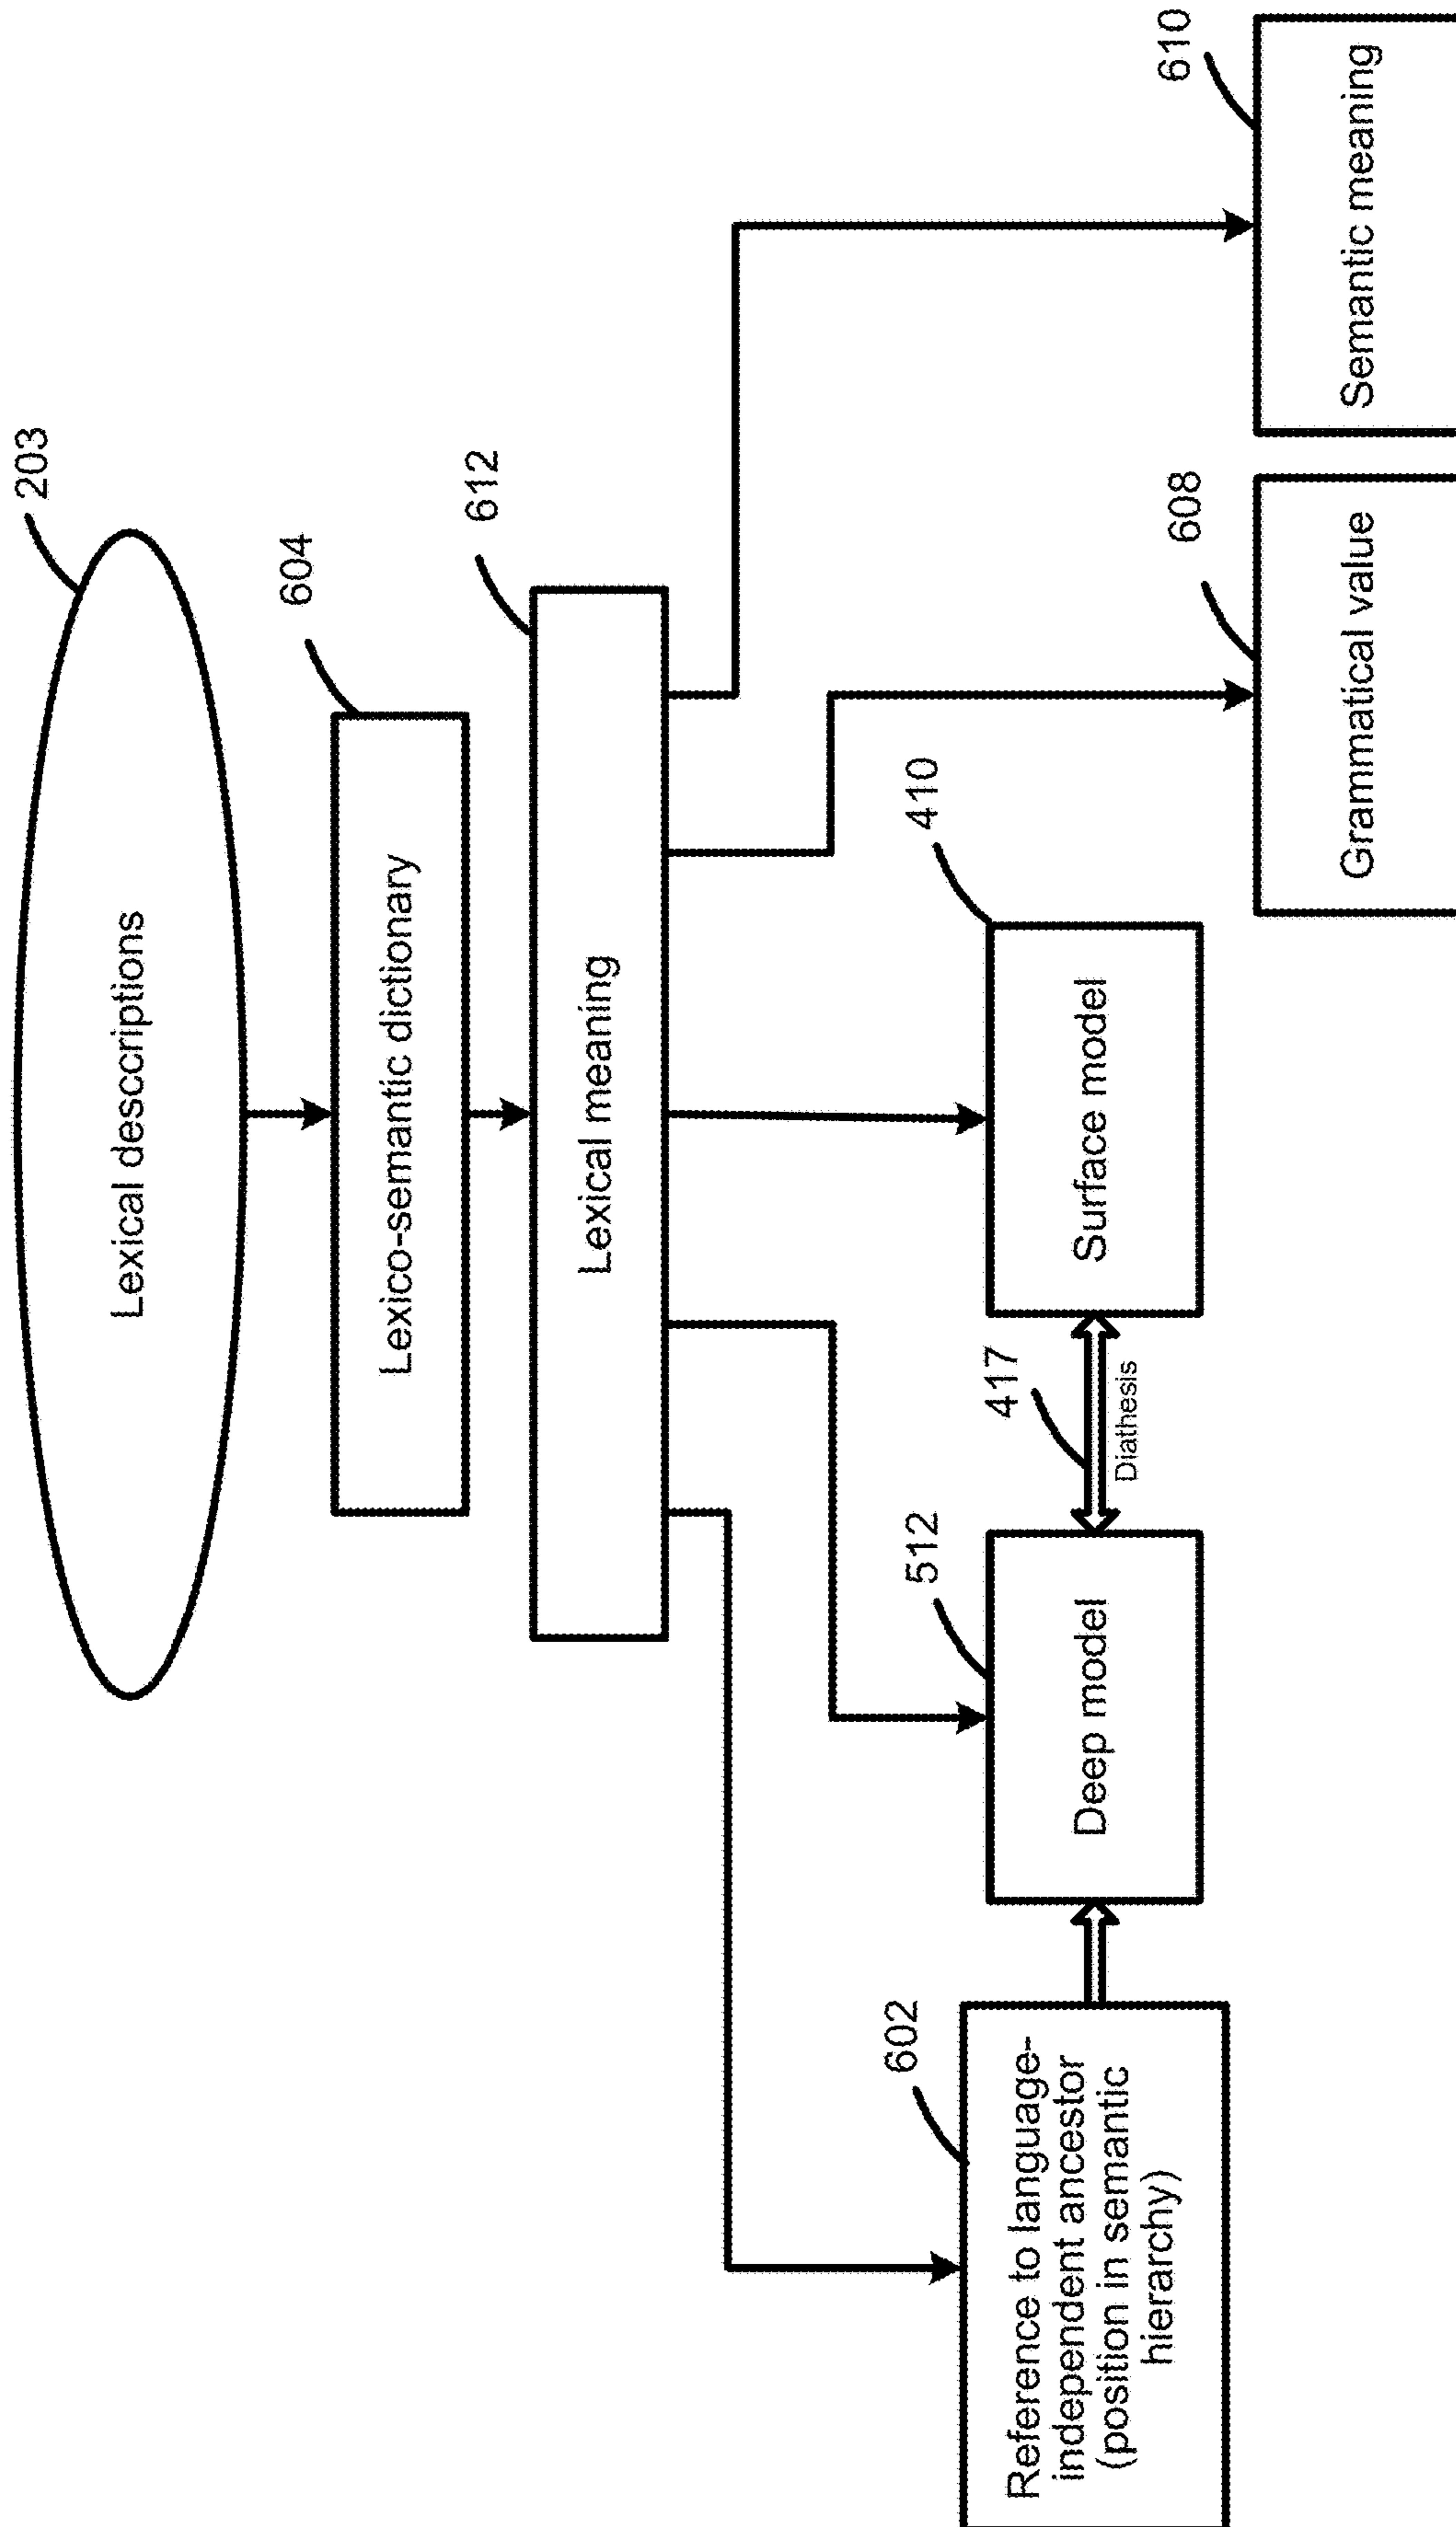 203
Lexical descriptions
604
Lexico-semantic dictionary
612
Lexical meaning
602
Reference to language-
independent ancestor
(position in semantic
hierarchy)
512
Deep model
417
Diathesis
410
Surface model
608
Grammatical value
610
Semantic meaning